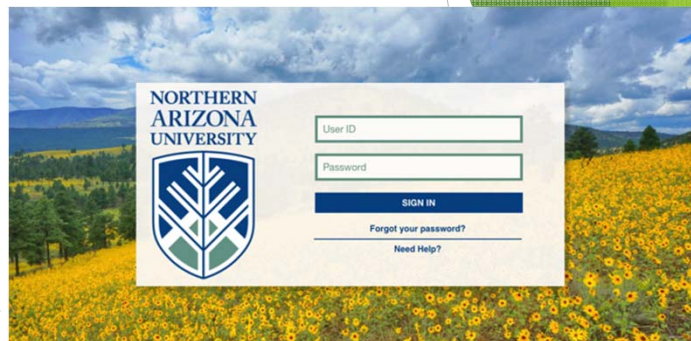 NORTHERN
ARIZONA
UNIVERSITY
User ID
Password
SIGN IN
Forgot your password?
Need Help?